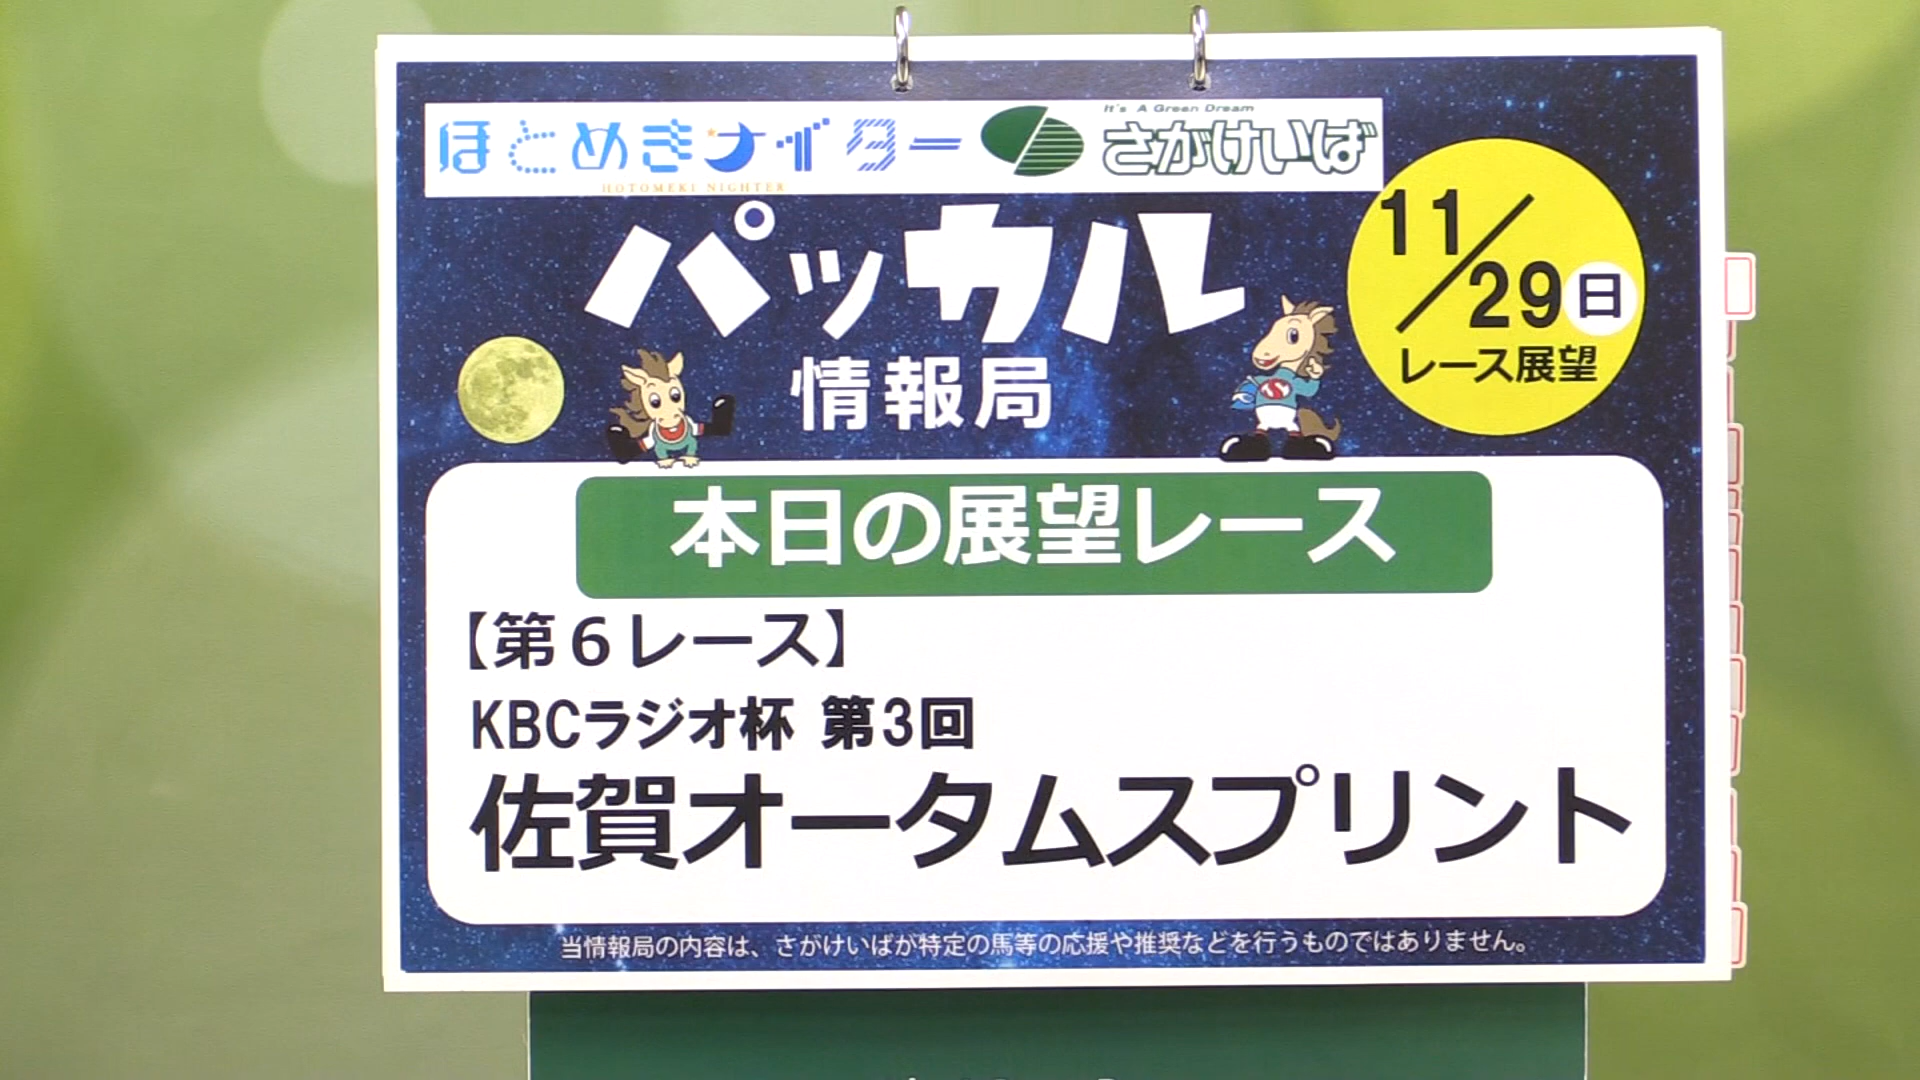 ほとめきナイター
HOTOMEKI NIGHTER
It's A Green Dream
さがけいば
パッカル
情報局
11/29日
レース展望
本日の展望レース
【第６レース】
KBCラジオ杯 第3回
佐賀オータムスプリント
当情報局の内容は、さがけいばが特定の馬等の応援や推奨などを行うものではありません。